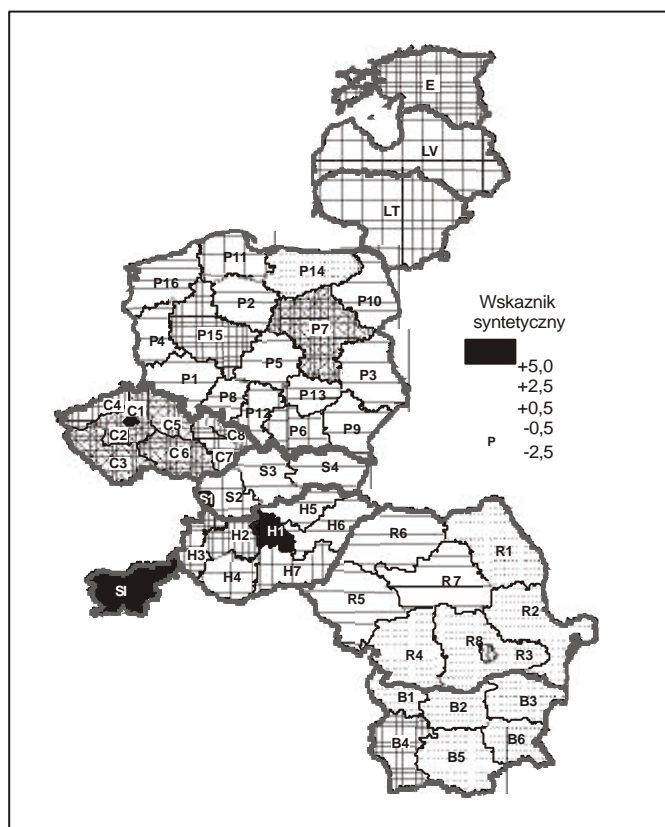 E
LV
LT
P11
P14
P16
P2
P10
P7
P15
P4
P5
P3
P1
P8
P13
P12
P6
P9
C4
C1
C5
C2
C8
C3
C6
C7
S3
S4
S1
S2
H5
H6
H2
H1
H3
H7
H4
SI
R6
R1
R7
R5
R2
R8
R4
R3
B1
B2
B3
B4
B6
B5
Wskaznik
syntetyczny
+5,0
+2,5
+0,5
-0,5
P
-2,5